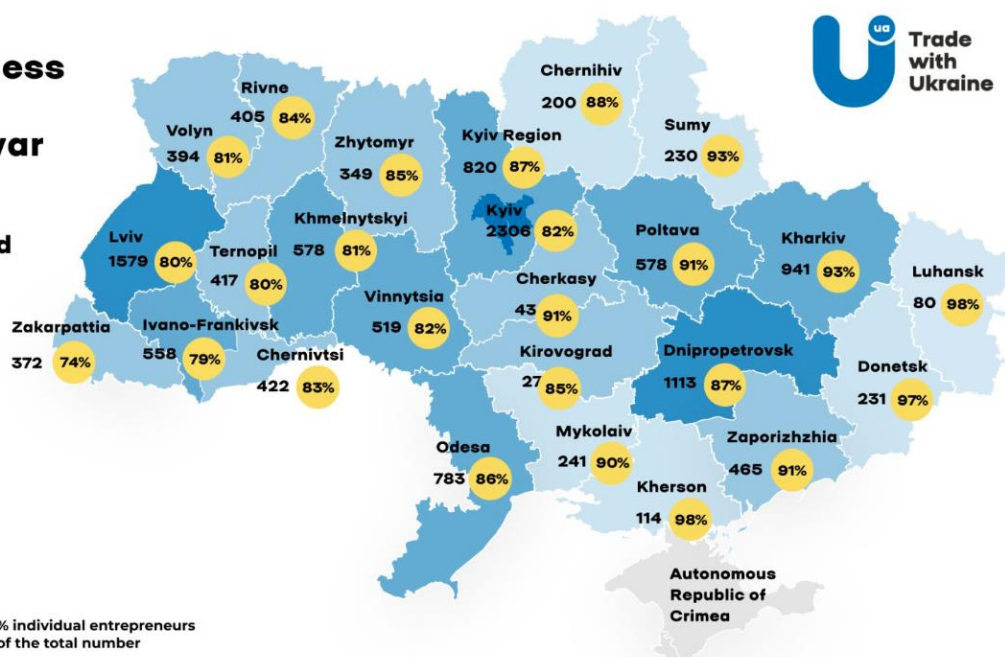 ess
var
d
ua
Trade
with
Ukraine
Chernihiv
200 88%
Rivne
405 84%
Sumy
230 93%
Volyn
394 81%
Zhytomyr
349 85%
Kyiv Region
820 87%
Kyiv
2306 82%
Khmelnytskyi
578 81%
Lviv
1579 80%
Ternopil
417 80%
Poltava
578 91%
Kharkiv
941 93%
Luhansk
80 98%
Vinnytsia
519 82%
Cherkasy
43 91%
Zakarpattia
372 74%
Ivano-Frankivsk
558 79%
Chernivtsi
422 83%
Kirovograd
27 85%
Dnipropetrovsk
1113 87%
Donetsk
231 97%
Odesa
783 86%
Mykolaiv
241 90%
Zaporizhzhia
465 91%
Kherson
114 98%
Autonomous
Republic of
Crimea
% individual entrepreneurs
of the total number